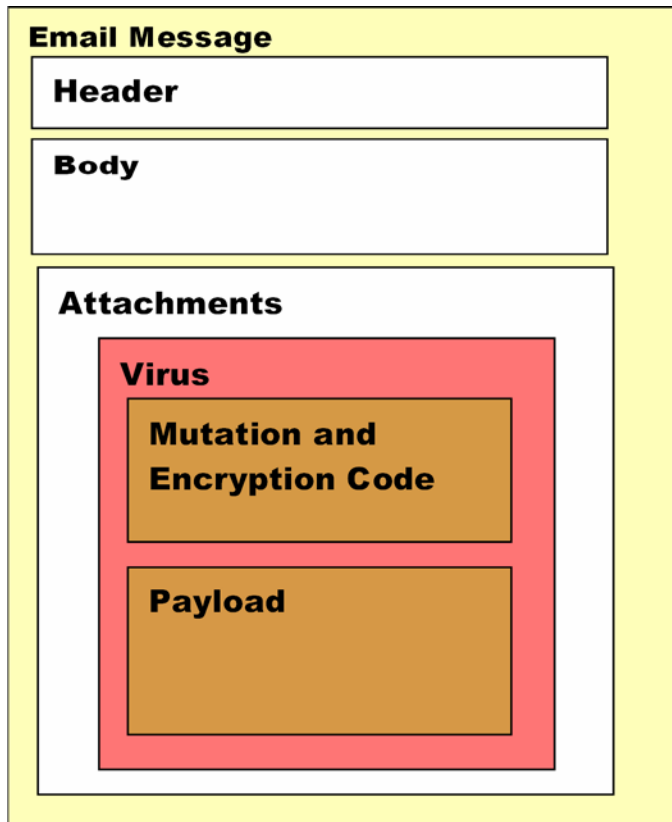 Email Message
Header
Body
Attachments
Virus
Mutation and
Encryption Code
Payload